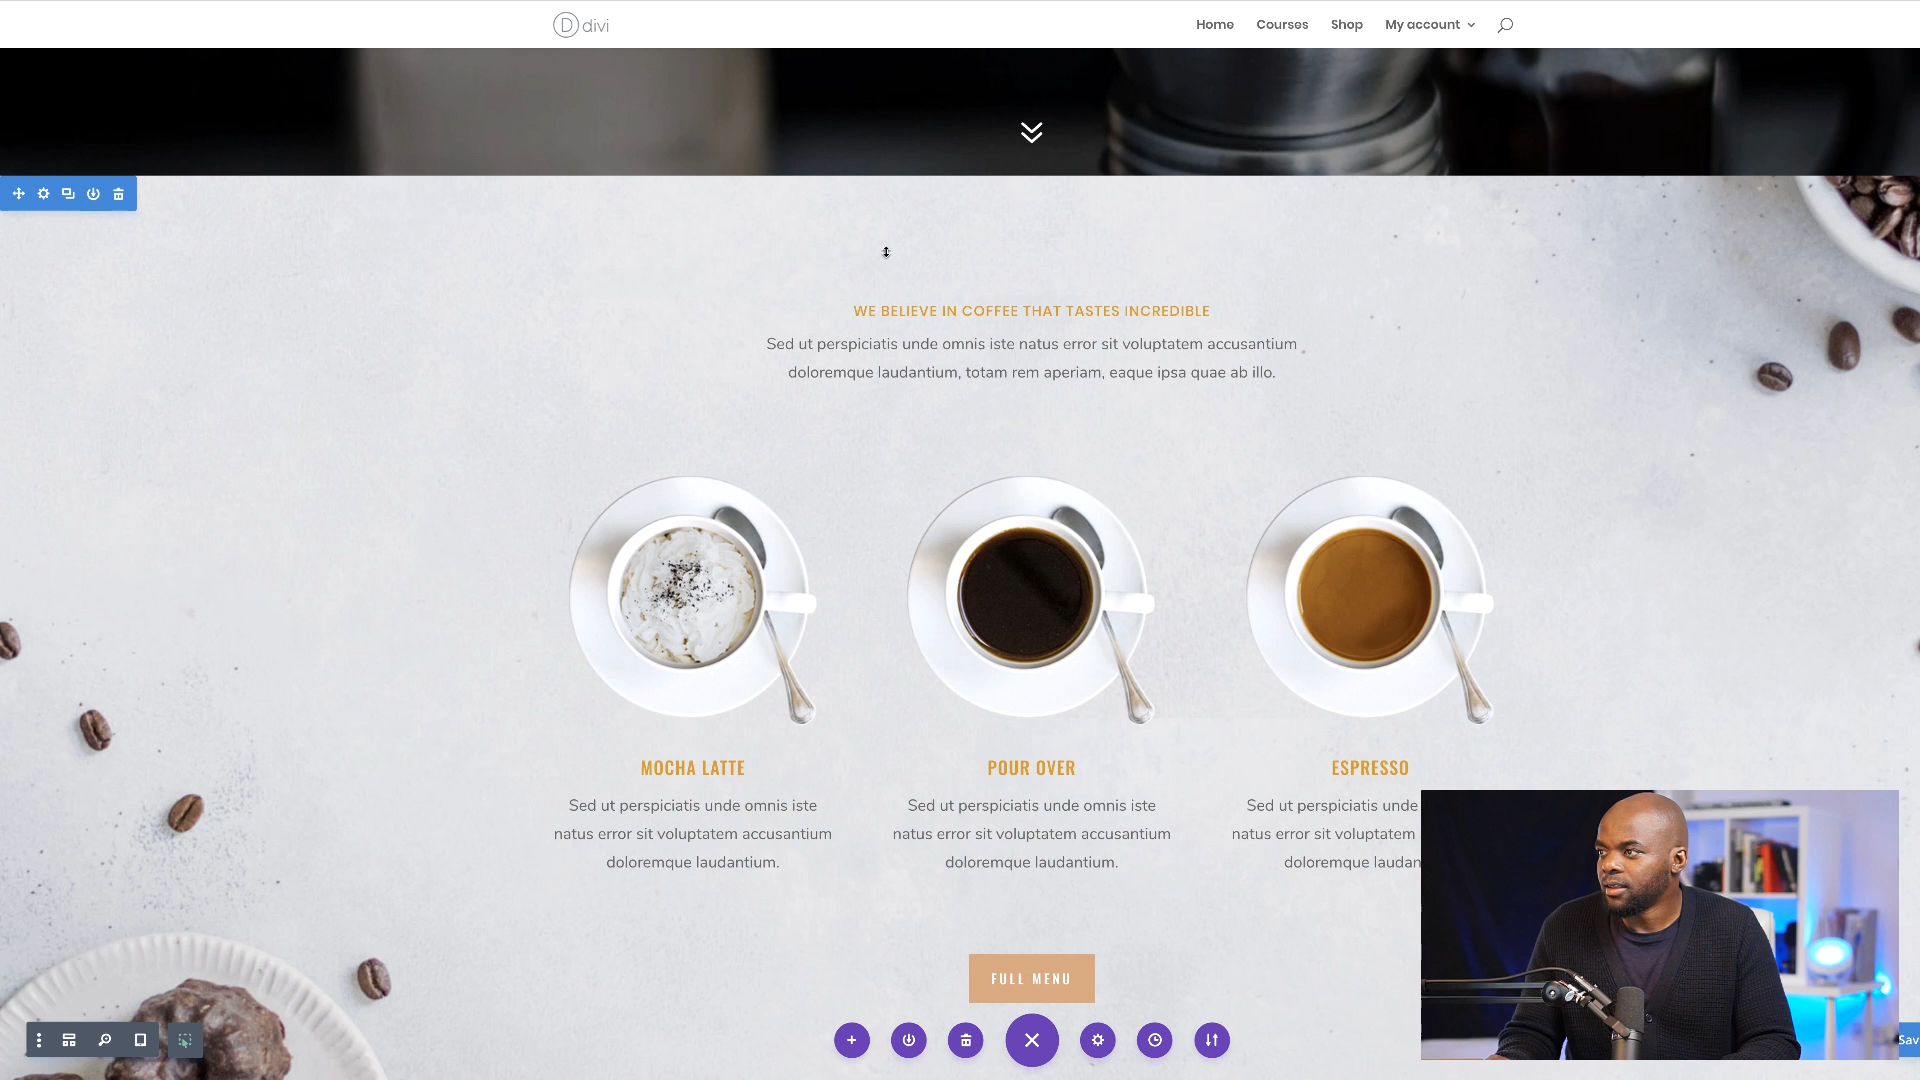 D divi
Home Courses Shop My account
WE BELIEVE IN COFFEE THAT TASTES INCREDIBLE
Sed ut perspiciatis unde omnis iste natus error sit voluptatem accusantium
doloremque laudantium, totam rem aperiam, eaque ipsa quae ab illo.
MOCHA LATTE
Sed ut perspiciatis unde omnis iste
natus error sit voluptatem accusantium
doloremque laudantium.
POUR OVER
Sed ut perspiciatis unde omnis iste
natus error sit voluptatem accusantium
doloremque laudantium.
ESPRESSO
Sed ut perspiciatis unde
natus error sit voluptatem
doloremque laudan
FULL MENU
Sav